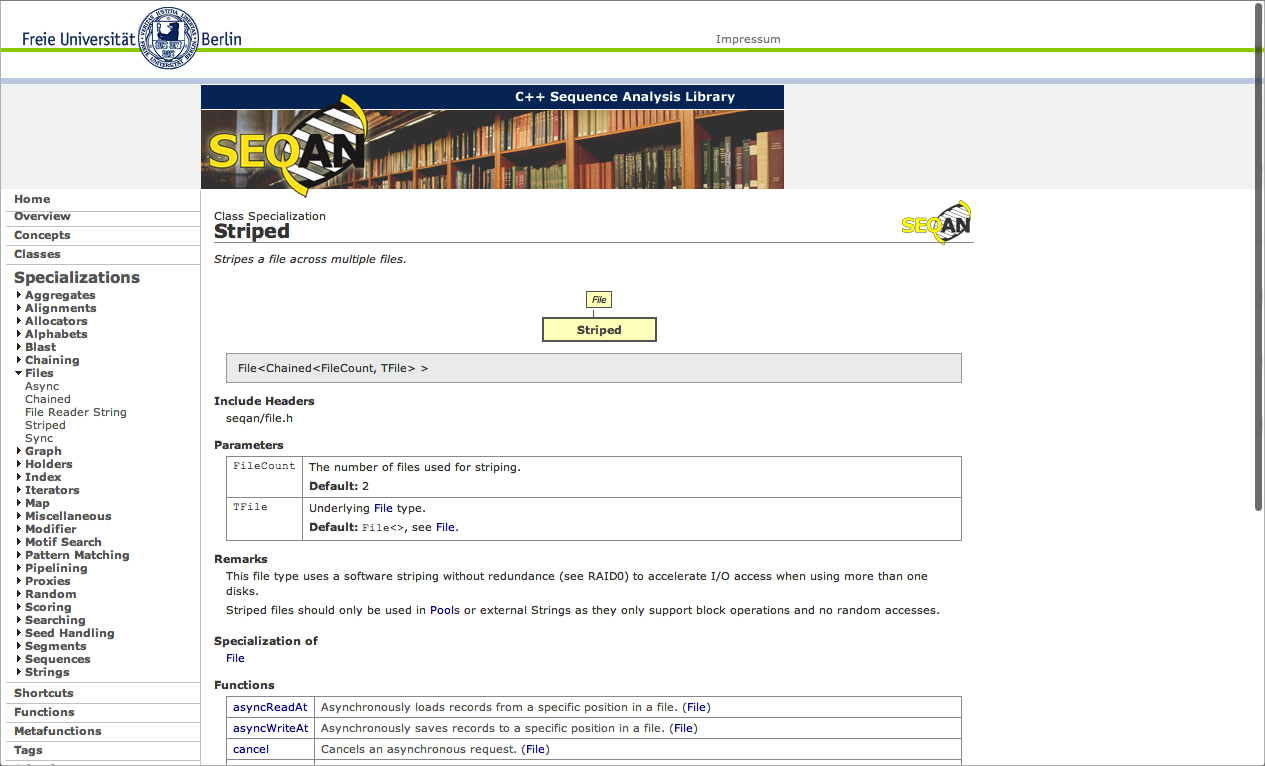 Freie Universität Berlin
Impressum
C++ Sequence Analysis Library
SEQAN
Home
Overview
Concepts
Classes
Specializations
Aggregates
Alignments
Allocators
Alphabets
Blast
Chaining
Files
Async
Chained
File Reader String
Striped
Sync
Graph
Holders
Index
Iterators
Map
Miscellaneous
Modifier
Motif Search
Pattern Matching
Pipelining
Proxies
Random
Scoring
Searching
Seed Handling
Segments
Sequences
Strings
Shortcuts
Functions
Metafunctions
Tags
Class Specialization
SEQAN
Striped
Stripes a file across multiple files.
File
Striped
File<Chained<FileCount, TFile> >
Include Headers
seqan/file.h
Parameters
FileCount The number of files used for striping.
Default: 2
TFile Underlying File type.
Default: File<>, see File.
Remarks
This file type uses a software striping without redundance (see RAID0) to accelerate I/O access when using more than one
disks.
Striped files should only be used in Pools or external Strings as they only support block operations and no random accesses.
Specialization of
File
Functions
asyncReadAt Asynchronously loads records from a specific position in a file. (File)
asyncWriteAt Asynchronously saves records to a specific position in a file. (File)
cancel Cancels an asynchronous request. (File)